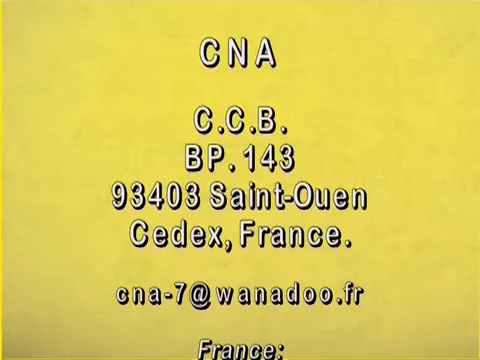 CNA
C.C.B.
BP. 143
93403 Saint-Ouen
Cedex, France.
cna-7@wanadoo.fr
France: